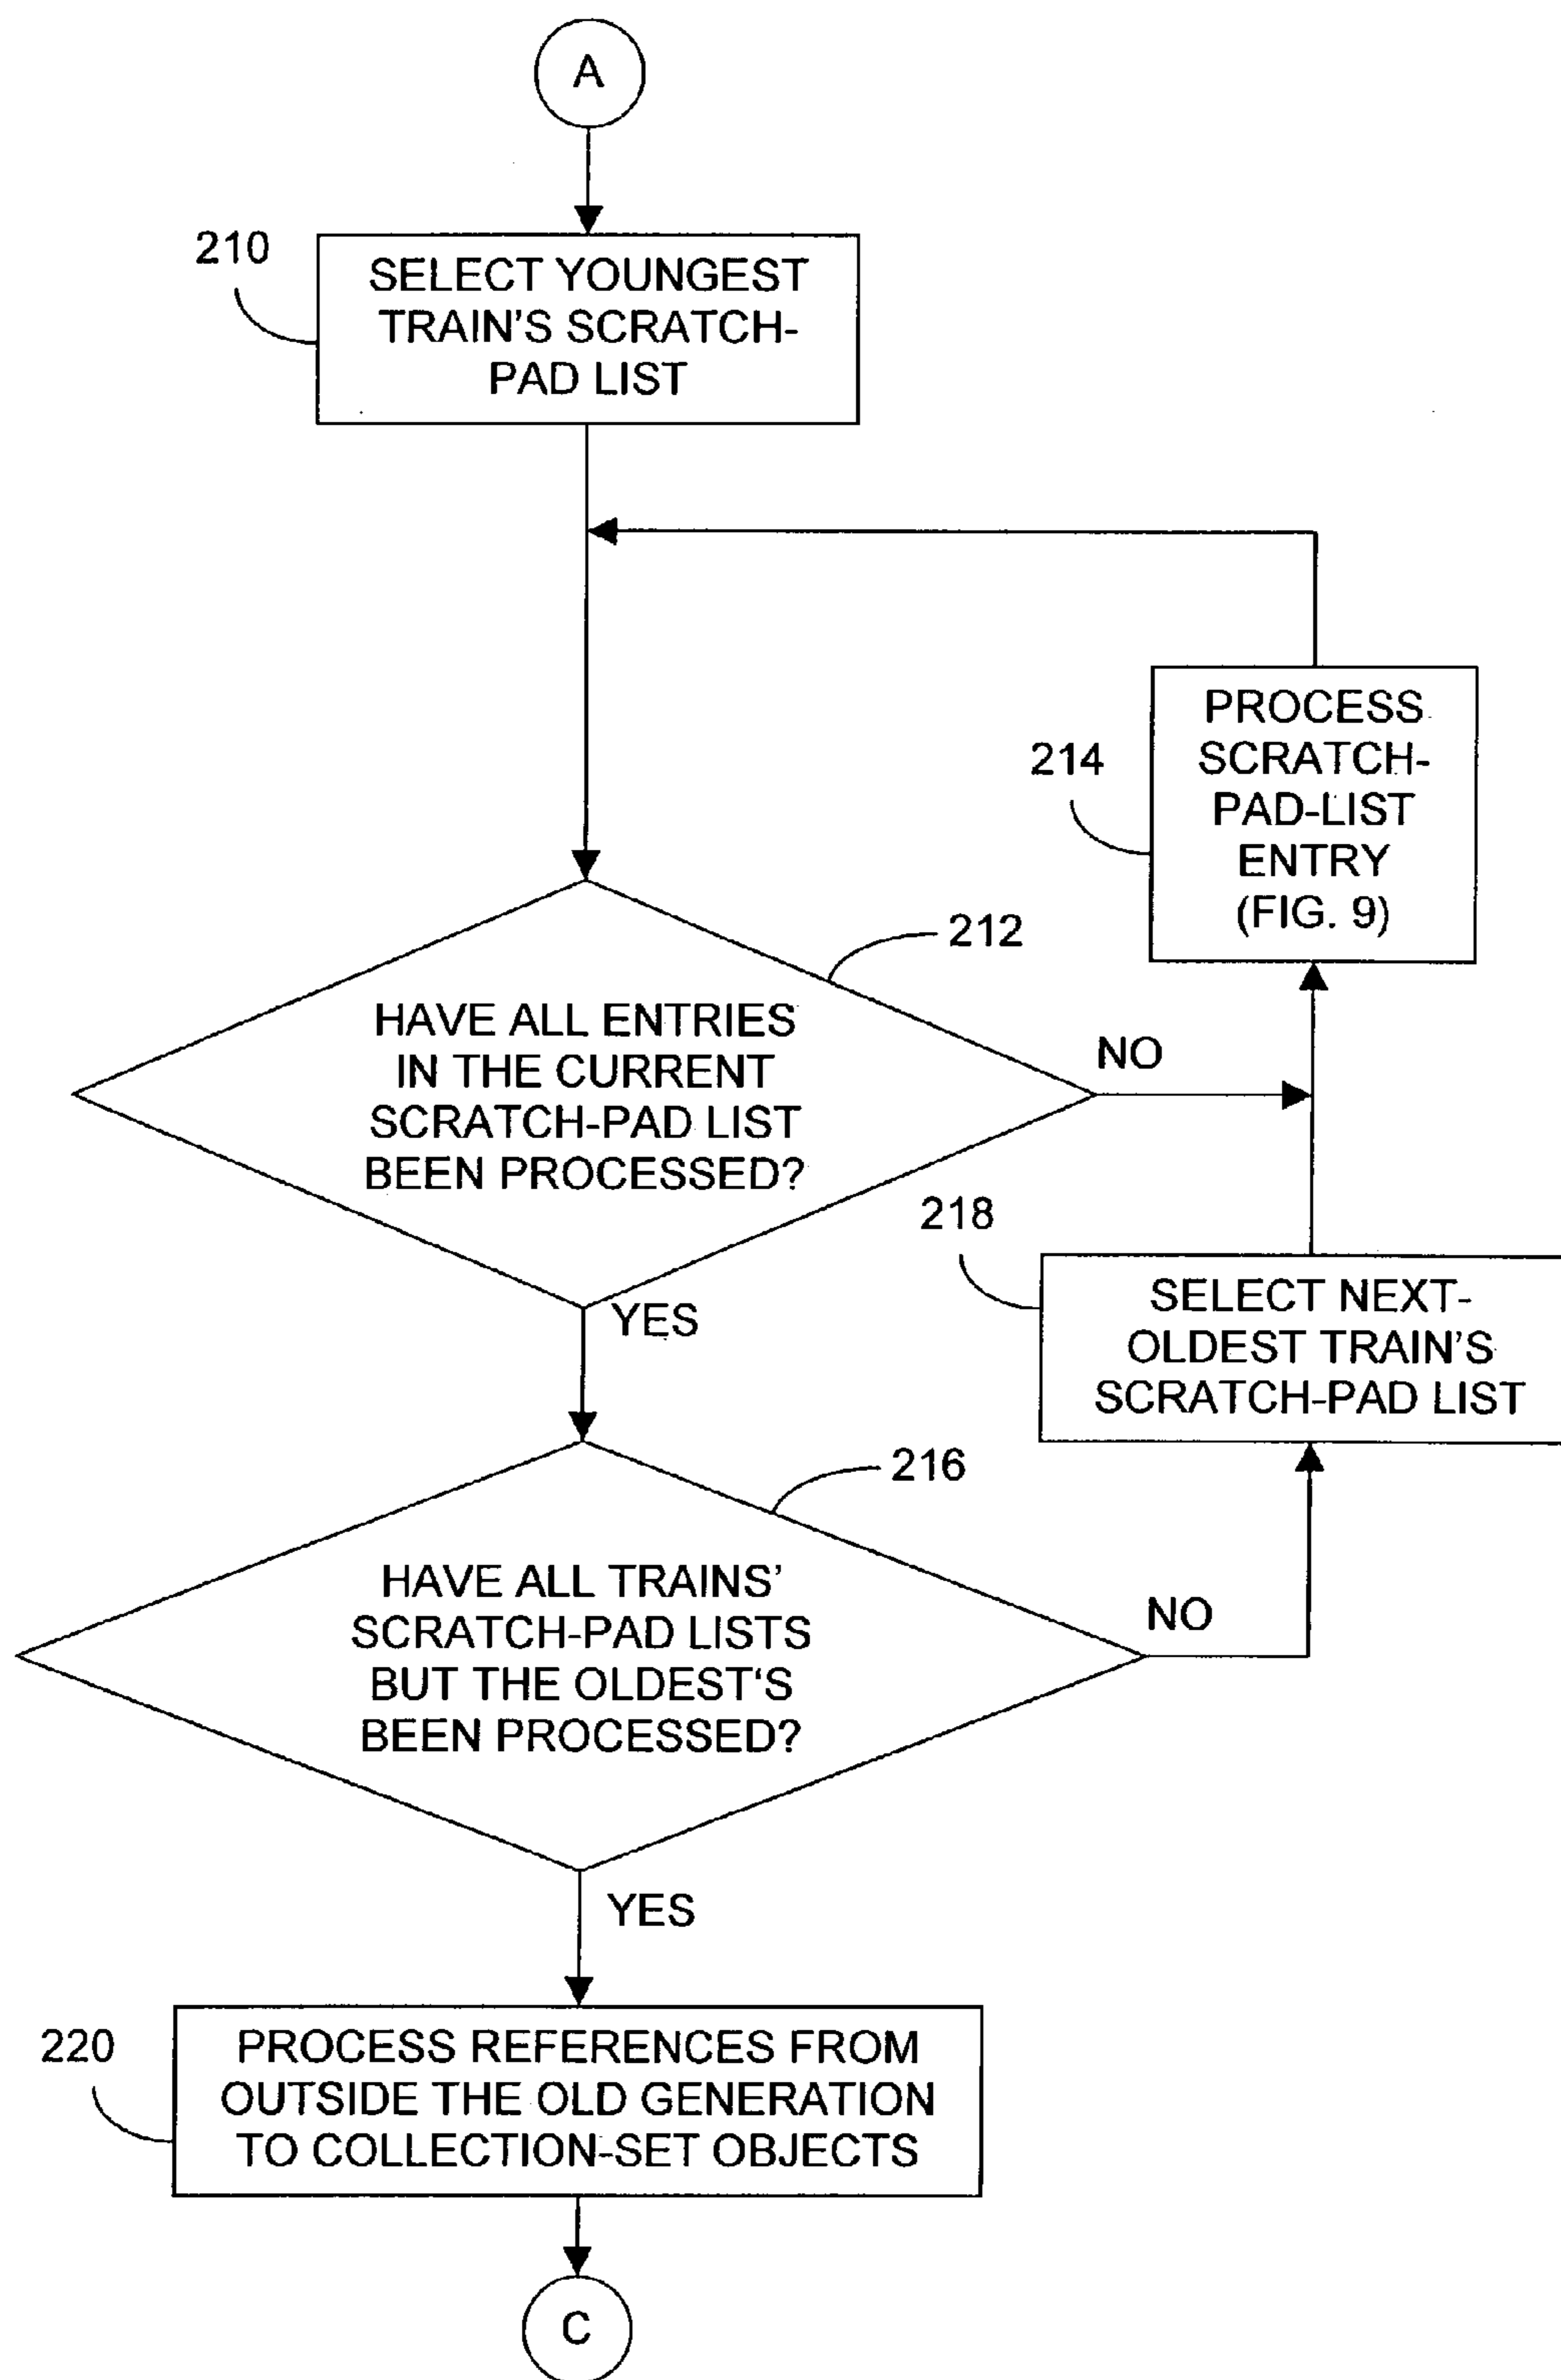 A
210
SELECT YOUNGEST
TRAIN'S SCRATCH-
PAD LIST
214
PROCESS
SCRATCH-
PAD-LIST
ENTRY
(FIG. 9)
212
HAVE ALL ENTRIES
IN THE CURRENT
SCRATCH-PAD LIST
BEEN PROCESSED?
NO
YES
218
SELECT NEXT-
OLDEST TRAIN'S
SCRATCH-PAD LIST
216
HAVE ALL TRAINS'
SCRATCH-PAD LISTS
BUT THE OLDEST'S
BEEN PROCESSED?
NO
YES
220
PROCESS REFERENCES FROM
OUTSIDE THE OLD GENERATION
TO COLLECTION-SET OBJECTS
C